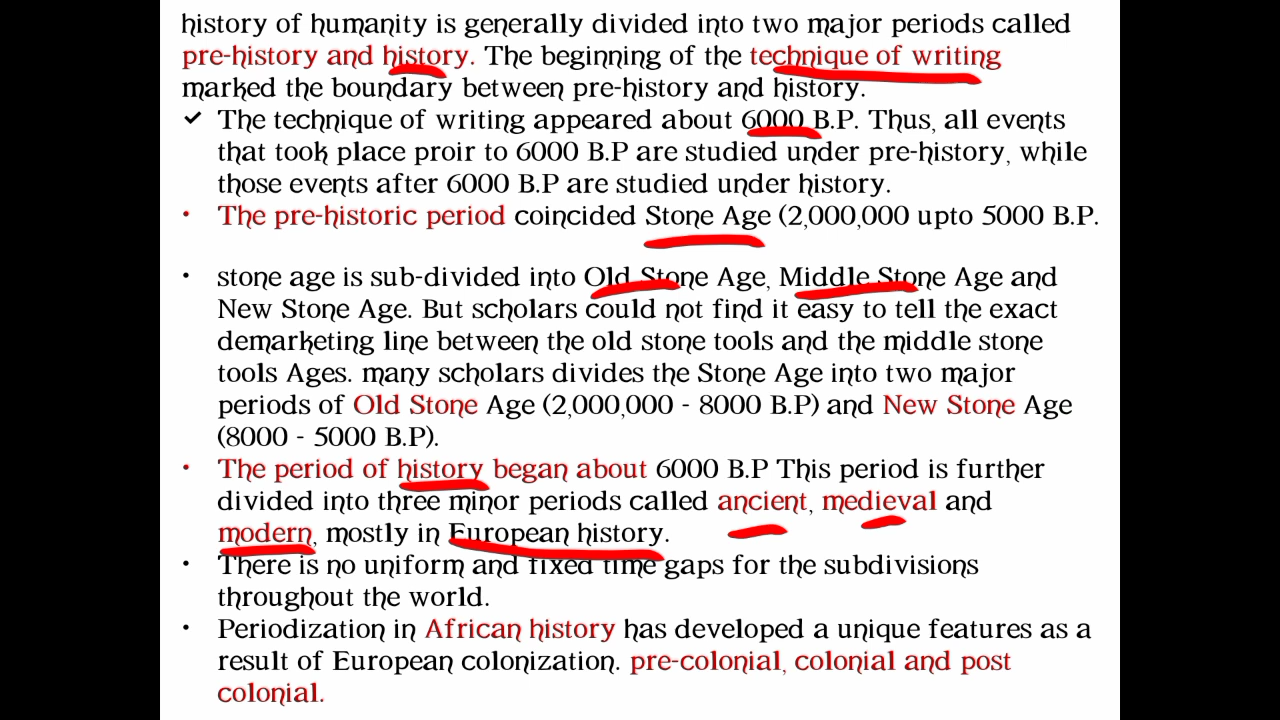 history of humanity is generally divided into two major periods called
pre-history and history. The beginning of the technique of writing
marked the boundary between pre-history and history.
✓ The technique of writing appeared about 6000 B.P. Thus, all events
that took place proir to 6000 B.P are studied under pre-history, while
those events after 6000 B.P are studied under history.
• The pre-historic period coincided Stone Age (2,000,000 upto 5000 B.P.
• stone age is sub-divided into Old Stone Age, Middle Stone Age and
New Stone Age. But scholars could not find it easy to tell the exact
demarketing line between the old stone tools and the middle stone
tools Ages. many scholars divides the Stone Age into two major
periods of Old Stone Age (2,000,000 - 8000 B.P) and New Stone Age
(8000 - 5000 B.P).
• The period of history began about 6000 B.P This period is further
divided into three minor periods called ancient, medieval and
modern, mostly in European history.
• There is no uniform and fixed time gaps for the subdivisions
throughout the world.
• Periodization in African history has developed a unique features as a
result of European colonization. pre-colonial, colonial and post
colonial.